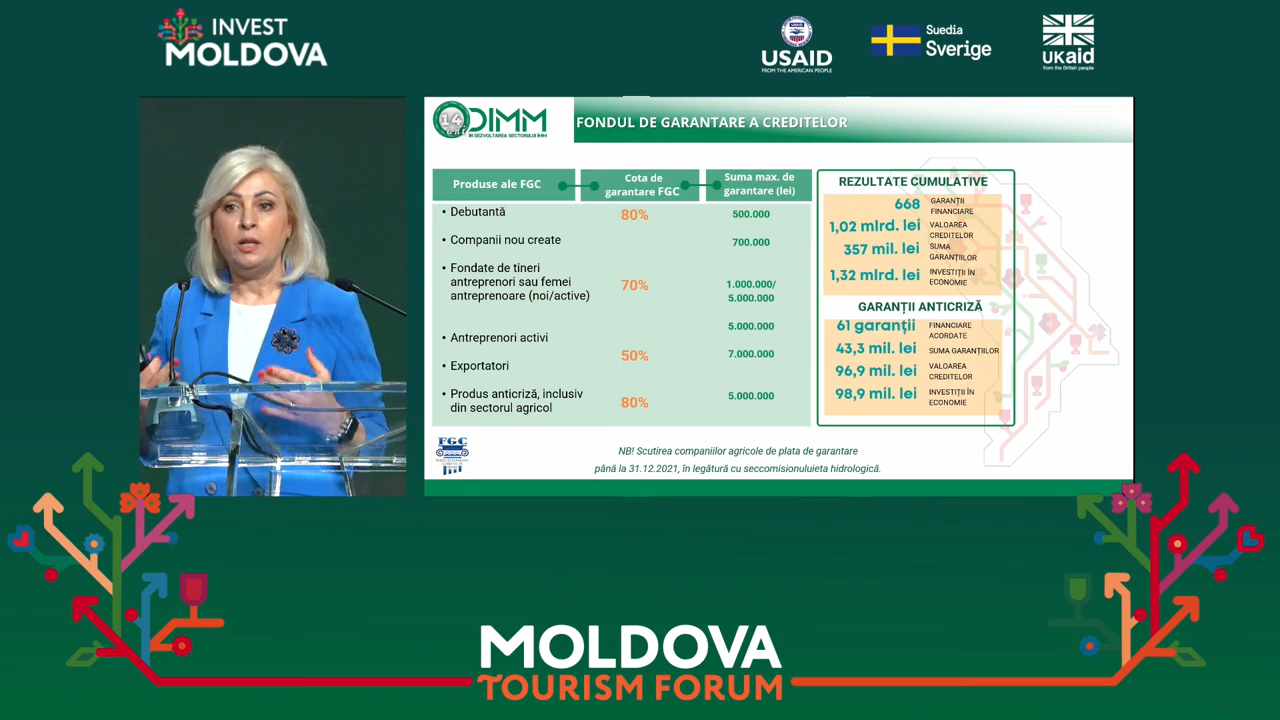 INVEST
MOLDOVA
USAID
USAID
FROM THE AMERICAN PEOPLE
Suedia
Sverige
UKaid
from the British people
14
ani
ODIMM
ÎN DEZVOLTAREA SECTORULUI ÎMM
FONDUL DE GARANTARE A CREDITELOR
Produse ale FGC
Cota de
garantare FGC
Suma max. de
garantare (lei)
• Debutantă
80%
500.000
• Companii nou create
700.000
• Fondate de tineri
antreprenori sau femei
antreprenoare (noi/active)
70%
1.000.000/
5.000.000
5.000.000
• Antreprenori activi
50%
7.000.000
• Exportatori
• Produs anticriză, inclusiv
din sectorul agricol
80%
5.000.000
REZULTATE CUMULATIVE
668
GARANȚII
FINANCIARE
1,02 mlrd. lei
VALOAREA
CREDITELOR
357 mil. lei
SUMA
GARANȚIILOR
1,32 mlrd. lei
INVESTIȚII ÎN
ECONOMIE
GARANȚII ANTICRIZĂ
61 garanții
FINANCIARE
ACORDATE
43,3 mil. lei
SUMA GARANȚIILOR
96,9 mil. lei
VALOAREA
CREDITELOR
98,9 mil. lei
INVESTIȚII ÎN
ECONOMIE
FGC
NB! Scutirea companiilor agricole de plata de garantare
până la 31.12.2021, în legătură cu seccomisionuluieta hidrologică.
MOLDOVA
TOURISM FORUM